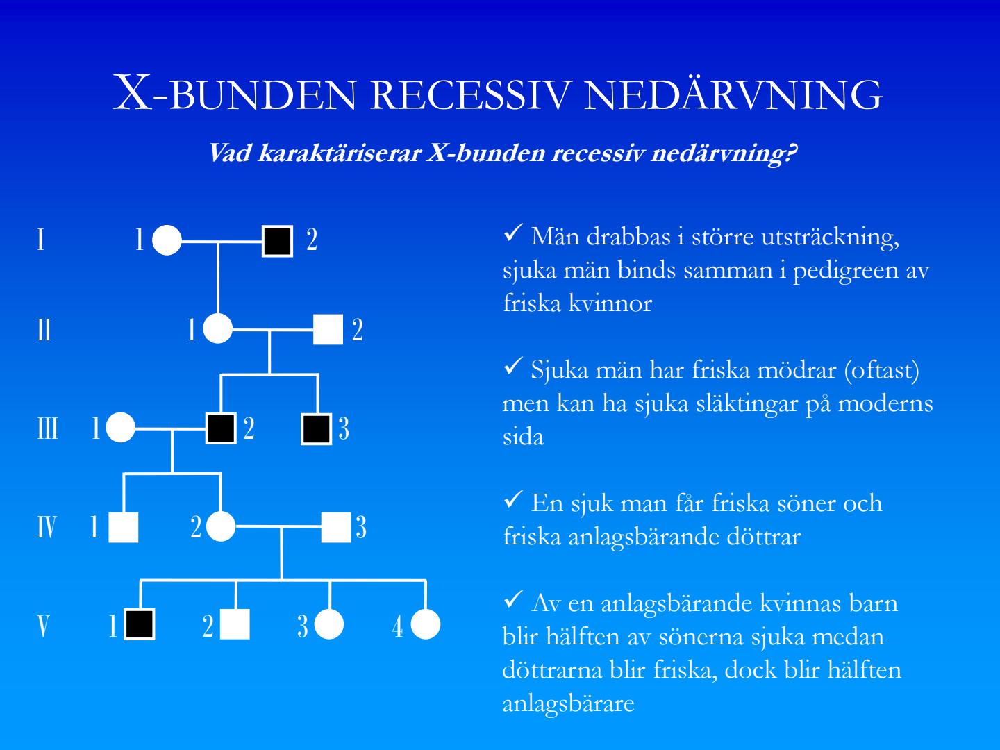 X-BUNDEN RECESSIV NEDÄRVNING
Vad karaktäriserar X-bunden recessiv nedärvning?
I 1 2
II 1 2
III 1 2 3
IV 1 2 3
V 1 2 3 4
✓ Män drabbas i större utsträckning,
sjuka män binds samman i pedigreen av
friska kvinnor
✓ Sjuka män har friska mödrar (oftast)
men kan ha sjuka släktingar på moderns
sida
✓ En sjuk man får friska söner och
friska anlagsbärande döttrar
✓ Av en anlagsbärande kvinnas barn
blir hälften av sönerna sjuka medan
döttrarna blir friska, dock blir hälften
anlagsbärare